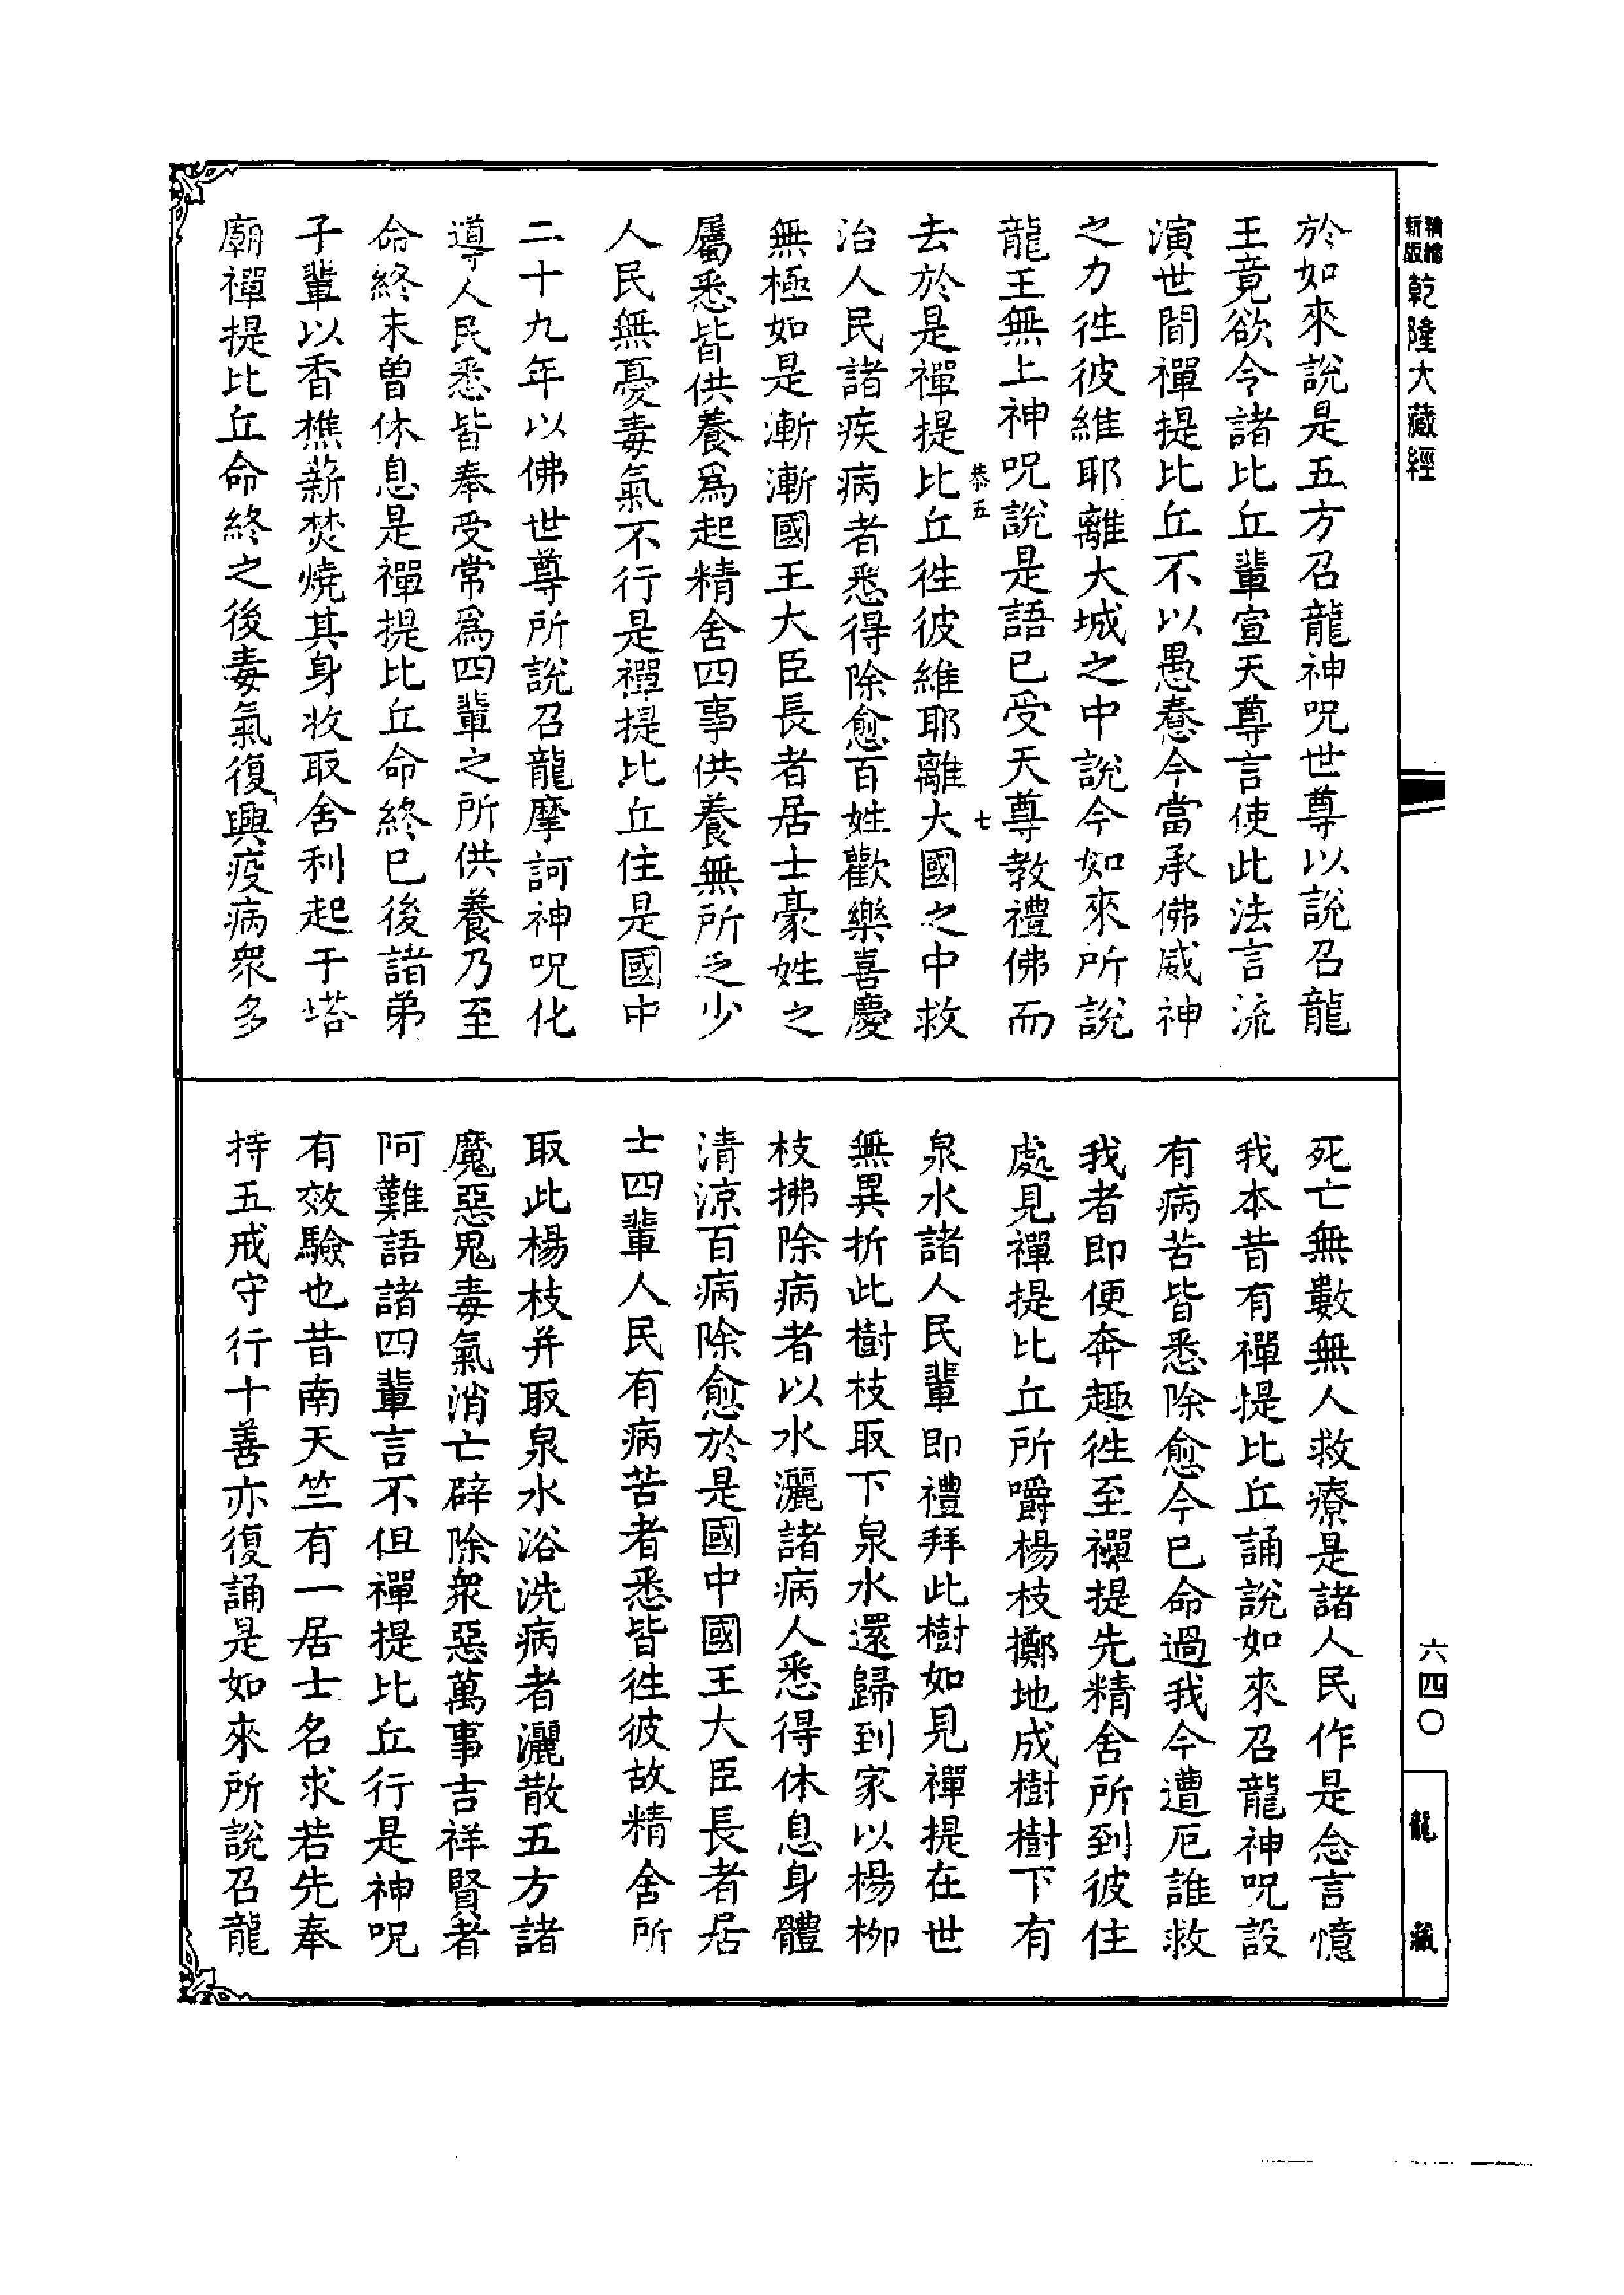 精縮
新版
乾隆大藏經
於如來說是五方召龍神呪世尊以說召龍
王竟欲令諸比丘輩宣天尊言使此法言流
演世間禪提比丘不以愚惷今當承佛威神
之力徃彼維耶離大城之中說今如來所說
龍王無上神呪說是語已受天尊教禮佛而
恭五
七
去於是禪提比丘徃彼維耶離大國之中救
治人民諸疾病者悉得除愈百姓歡樂喜慶
無極如是漸漸國王大臣長者居士豪姓之
屬悉皆供養爲起精舍四事供養無所乏少
人民無憂毒氣不行是禪提比丘住是國中
二十九年以佛世尊所說召龍摩訶神呪化
導人民悉皆奉受常爲四輩之所供養乃至
命終未曾休息是禪提比丘命終已後諸弟
子輩以香樵薪焚燒其身收取舍利起于塔
廟禪提比丘命終之後毒氣復興疫病衆多
死亡無數無人救療是諸人民作是念言憶
我本昔有禪提比丘誦說如來召龍神呪設
有病苦皆悉除愈今已命過我今遭厄誰救
我者即便奔趣徃至禪提先精舍所到彼住
處見禪提比丘所嚼楊枝擲地成樹樹下有
泉水諸人民輩即禮拜此樹如見禪提在世
無異折此樹枝取下泉水還歸到家以楊柳
枝拂除病者以水灑諸病人悉得休息身體
清涼百病除愈於是國中國王大臣長者居
士四輩人民有病苦者悉皆徃彼故精舍所
取此楊枝并取泉水浴洗病者灑散五方諸
魔惡鬼毒氣消亡辟除衆惡萬事吉祥賢者
阿難語諸四輩言不但禪提比丘行是神呪
有效驗也昔南天竺有一居士名求若先奉
持五戒守行十善亦復誦是如來所說召龍
六四〇
龍藏